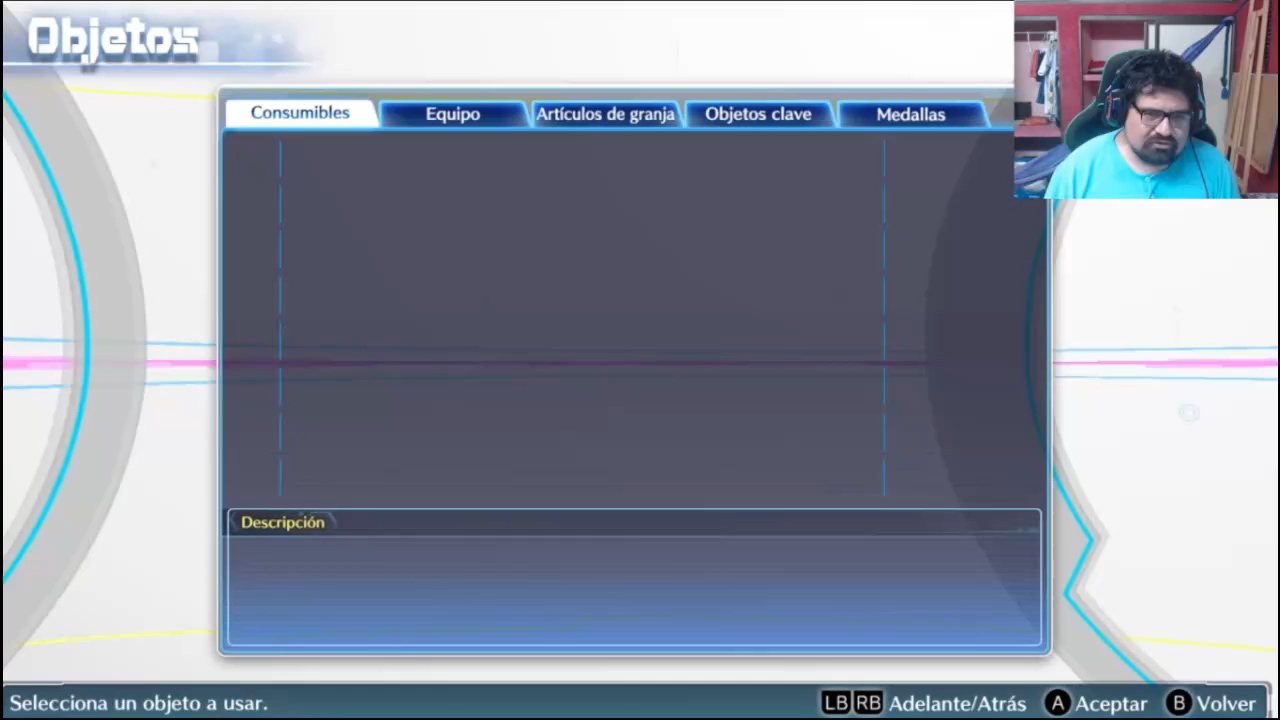 Objetos
Consumibles
Equipo
Artículos de granja
Objetos clave
Medallas
Descripción
Selecciona un objeto a usar.
LB RB Adelante/Atrás A Aceptar B Volver